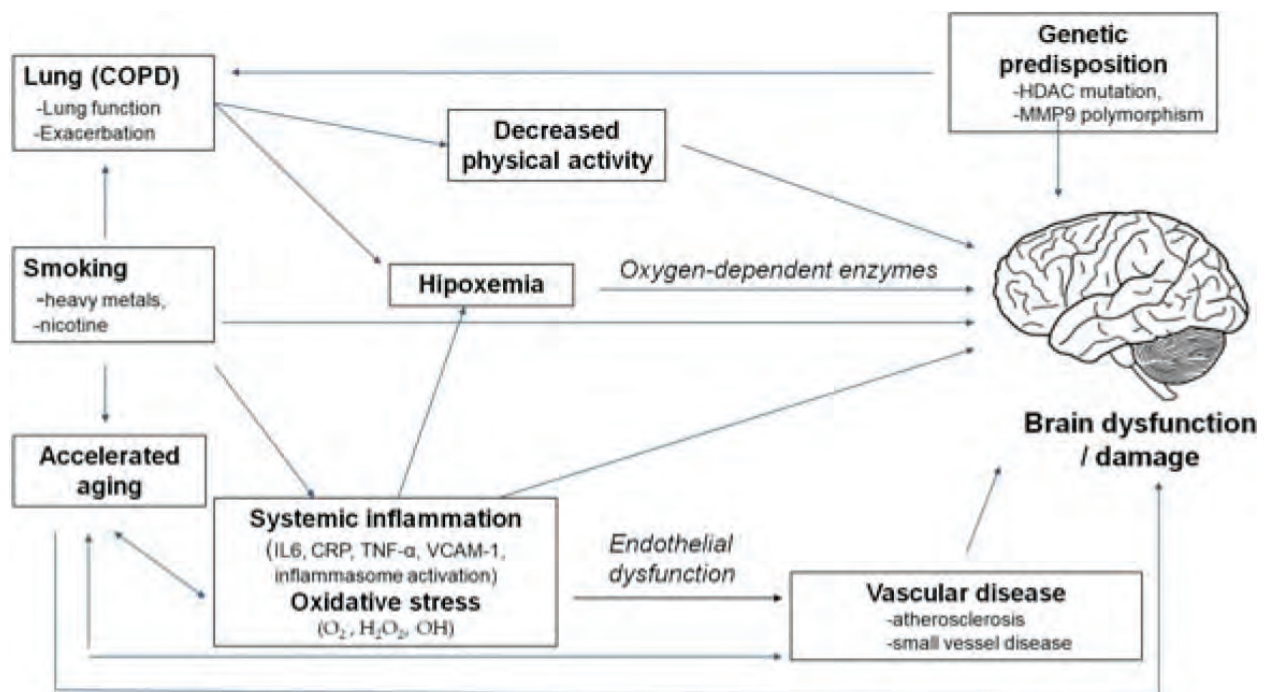 Lung (COPD)
-Lung function
-Exacerbation
Genetic
predisposition
-HDAC mutation,
-MMP9 polymorphism
Decreased
physical activity
Smoking
-heavy metals,
-nicotine
Hipoxemia
Oxygen-dependent enzymes
Brain dysfunction
/ damage
Accelerated
aging
Systemic inflammation
(IL6, CRP, TNF-α, VCAM-1,
inflammasome activation)
Oxidative stress
(O₂⁻, H₂O₂, OH)
Endothelial
dysfunction
Vascular disease
-atherosclerosis
-small vessel disease